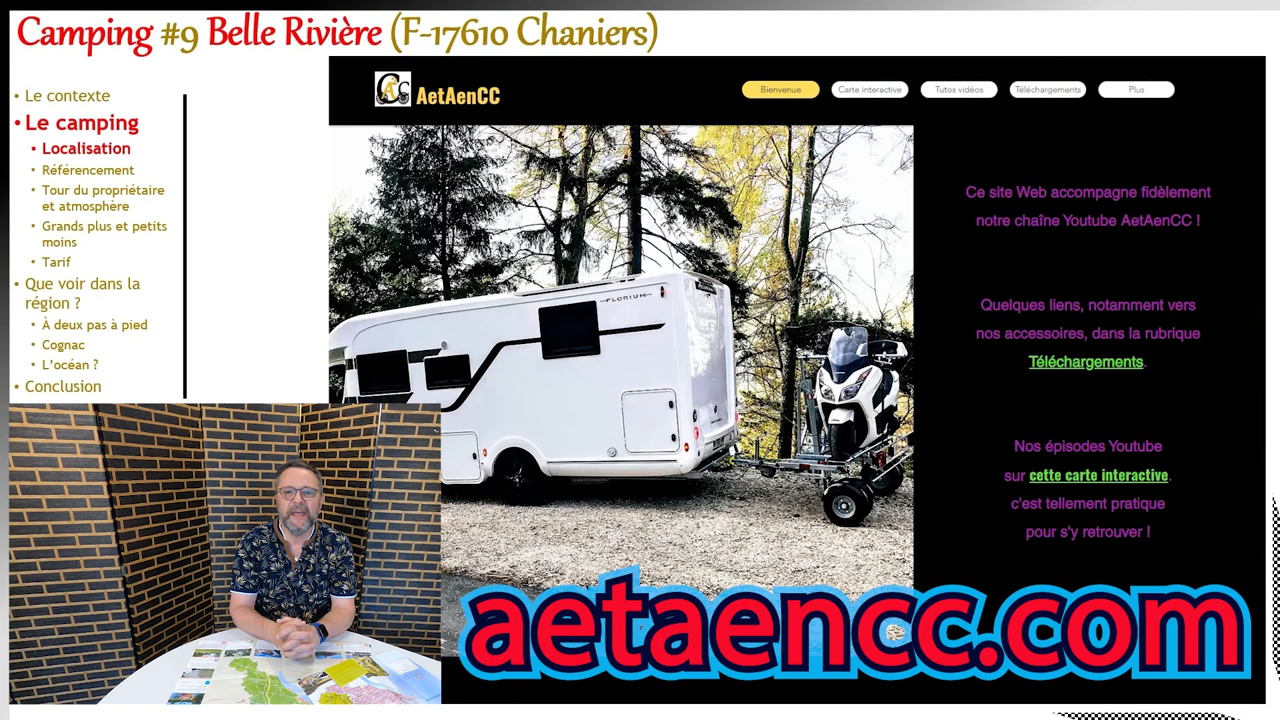 Camping #9 Belle Rivière (F-17610 Chaniers)
• Le contexte
• Le camping
• Localisation
• Référencement
• Tour du propriétaire
et atmosphère
• Grands plus et petits
moins
• Tarif
• Que voir dans la
région ?
• À deux pas à pied
• Cognac
• L'océan ?
• Conclusion
AetAenCC
Bienvenue
Carte interactive
Tutos vidéos
Téléchargements
Plus
FLORIUM
Ce site Web accompagne fidèlement
notre chaîne Youtube AetAenCC !
Quelques liens, notamment vers
nos accessoires, dans la rubrique
Téléchargements.
Nos épisodes Youtube
sur cette carte interactive.
c'est tellement pratique
pour s'y retrouver !
aetaencc.com